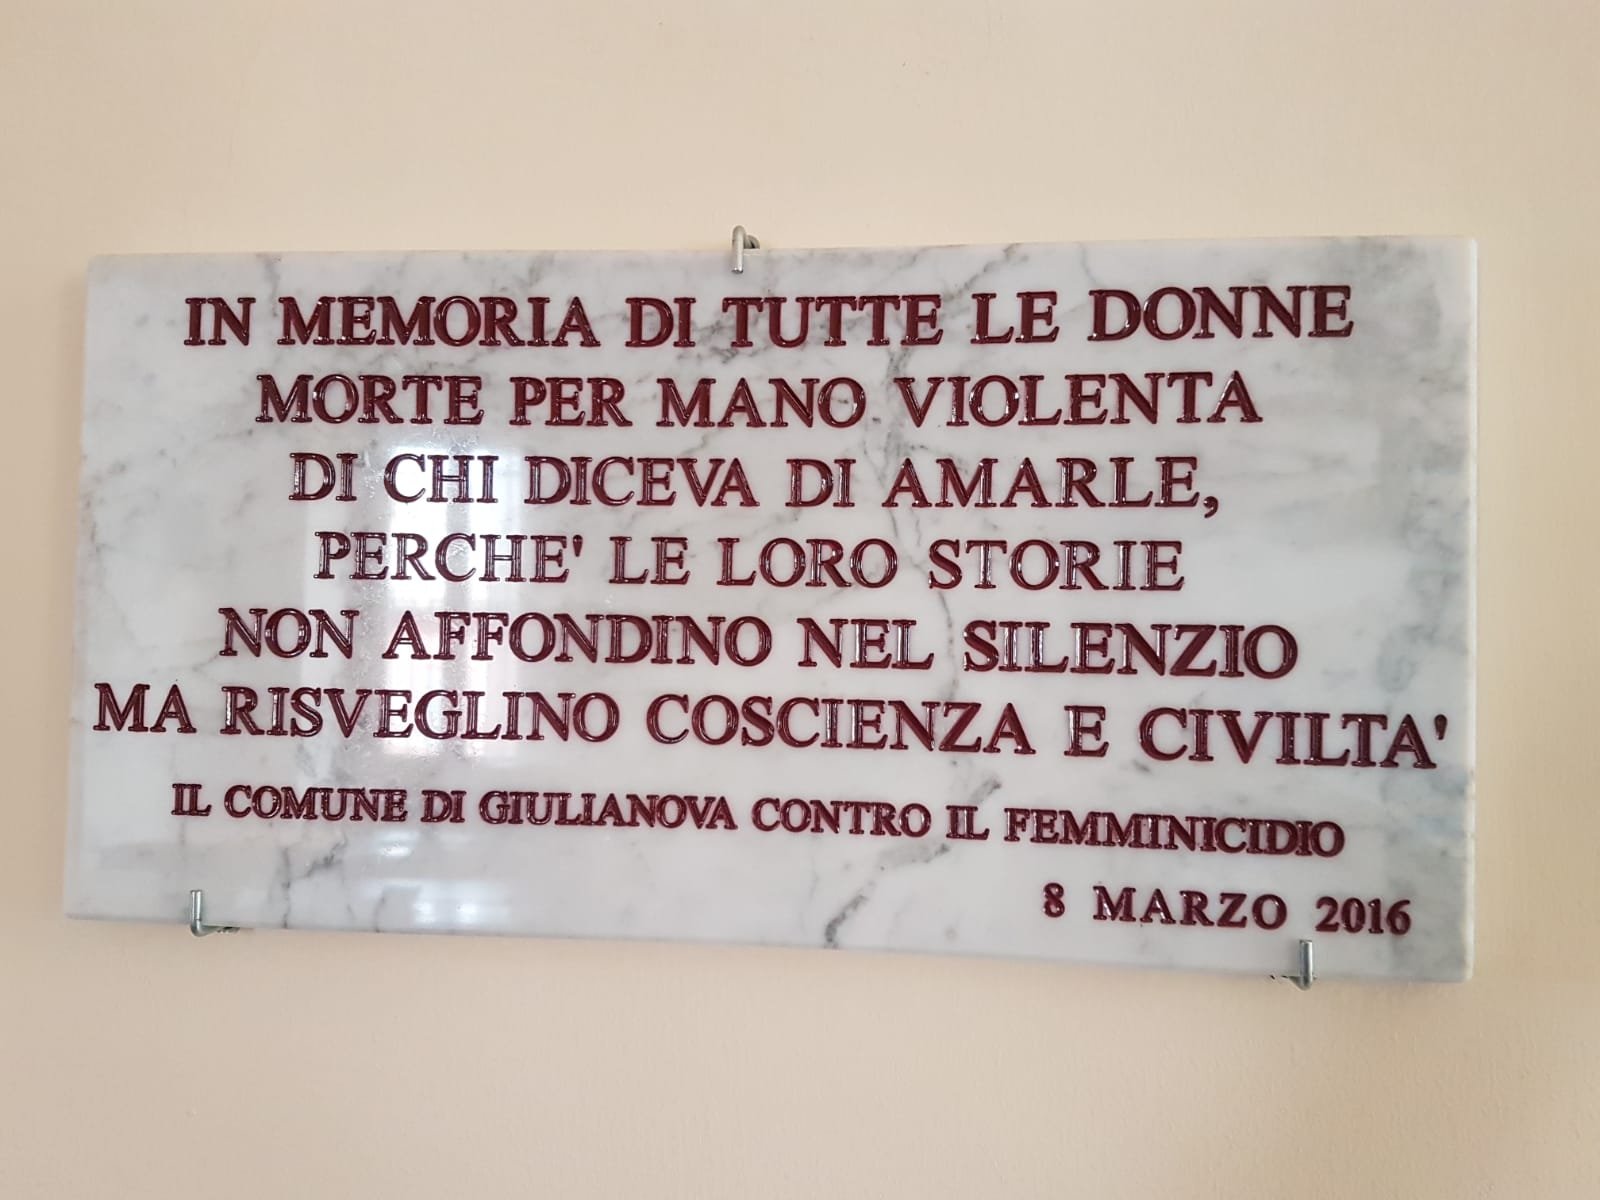 IN MEMORIA DI TUTTE LE DONNE
MORTE PER MANO VIOLENTA
DI CHI DICEVA DI AMARLE,
PERCHE' LE LORO STORIE
NON AFFONDINO NEL SILENZIO
MA RISVEGLINO COSCIENZA E CIVILTA'
IL COMUNE DI GIULIANOVA CONTRO IL FEMMINICIDIO
8 MARZO 2016